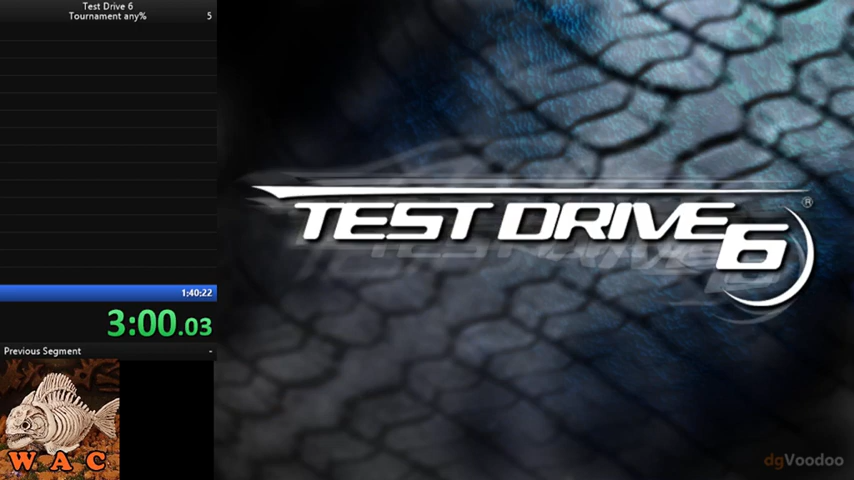 Test Drive 6
Tournament any% 5
1:40:22
3:00.03
Previous Segment -
W A C
TEST DRIVE 6 ®
dgVoodoo